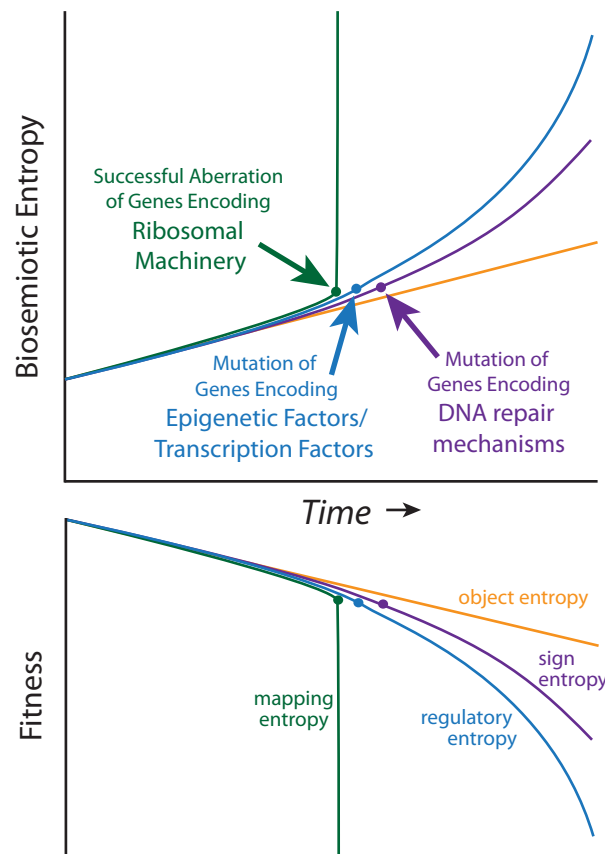 Biosemiotic Entropy
Successful Aberration
of Genes Encoding
Ribosomal
Machinery
Mutation of
Genes Encoding
Epigenetic Factors/
Transcription Factors
Mutation of
Genes Encoding
DNA repair
mechanisms
Time →
Fitness
object entropy
sign
entropy
mapping
entropy
regulatory
entropy